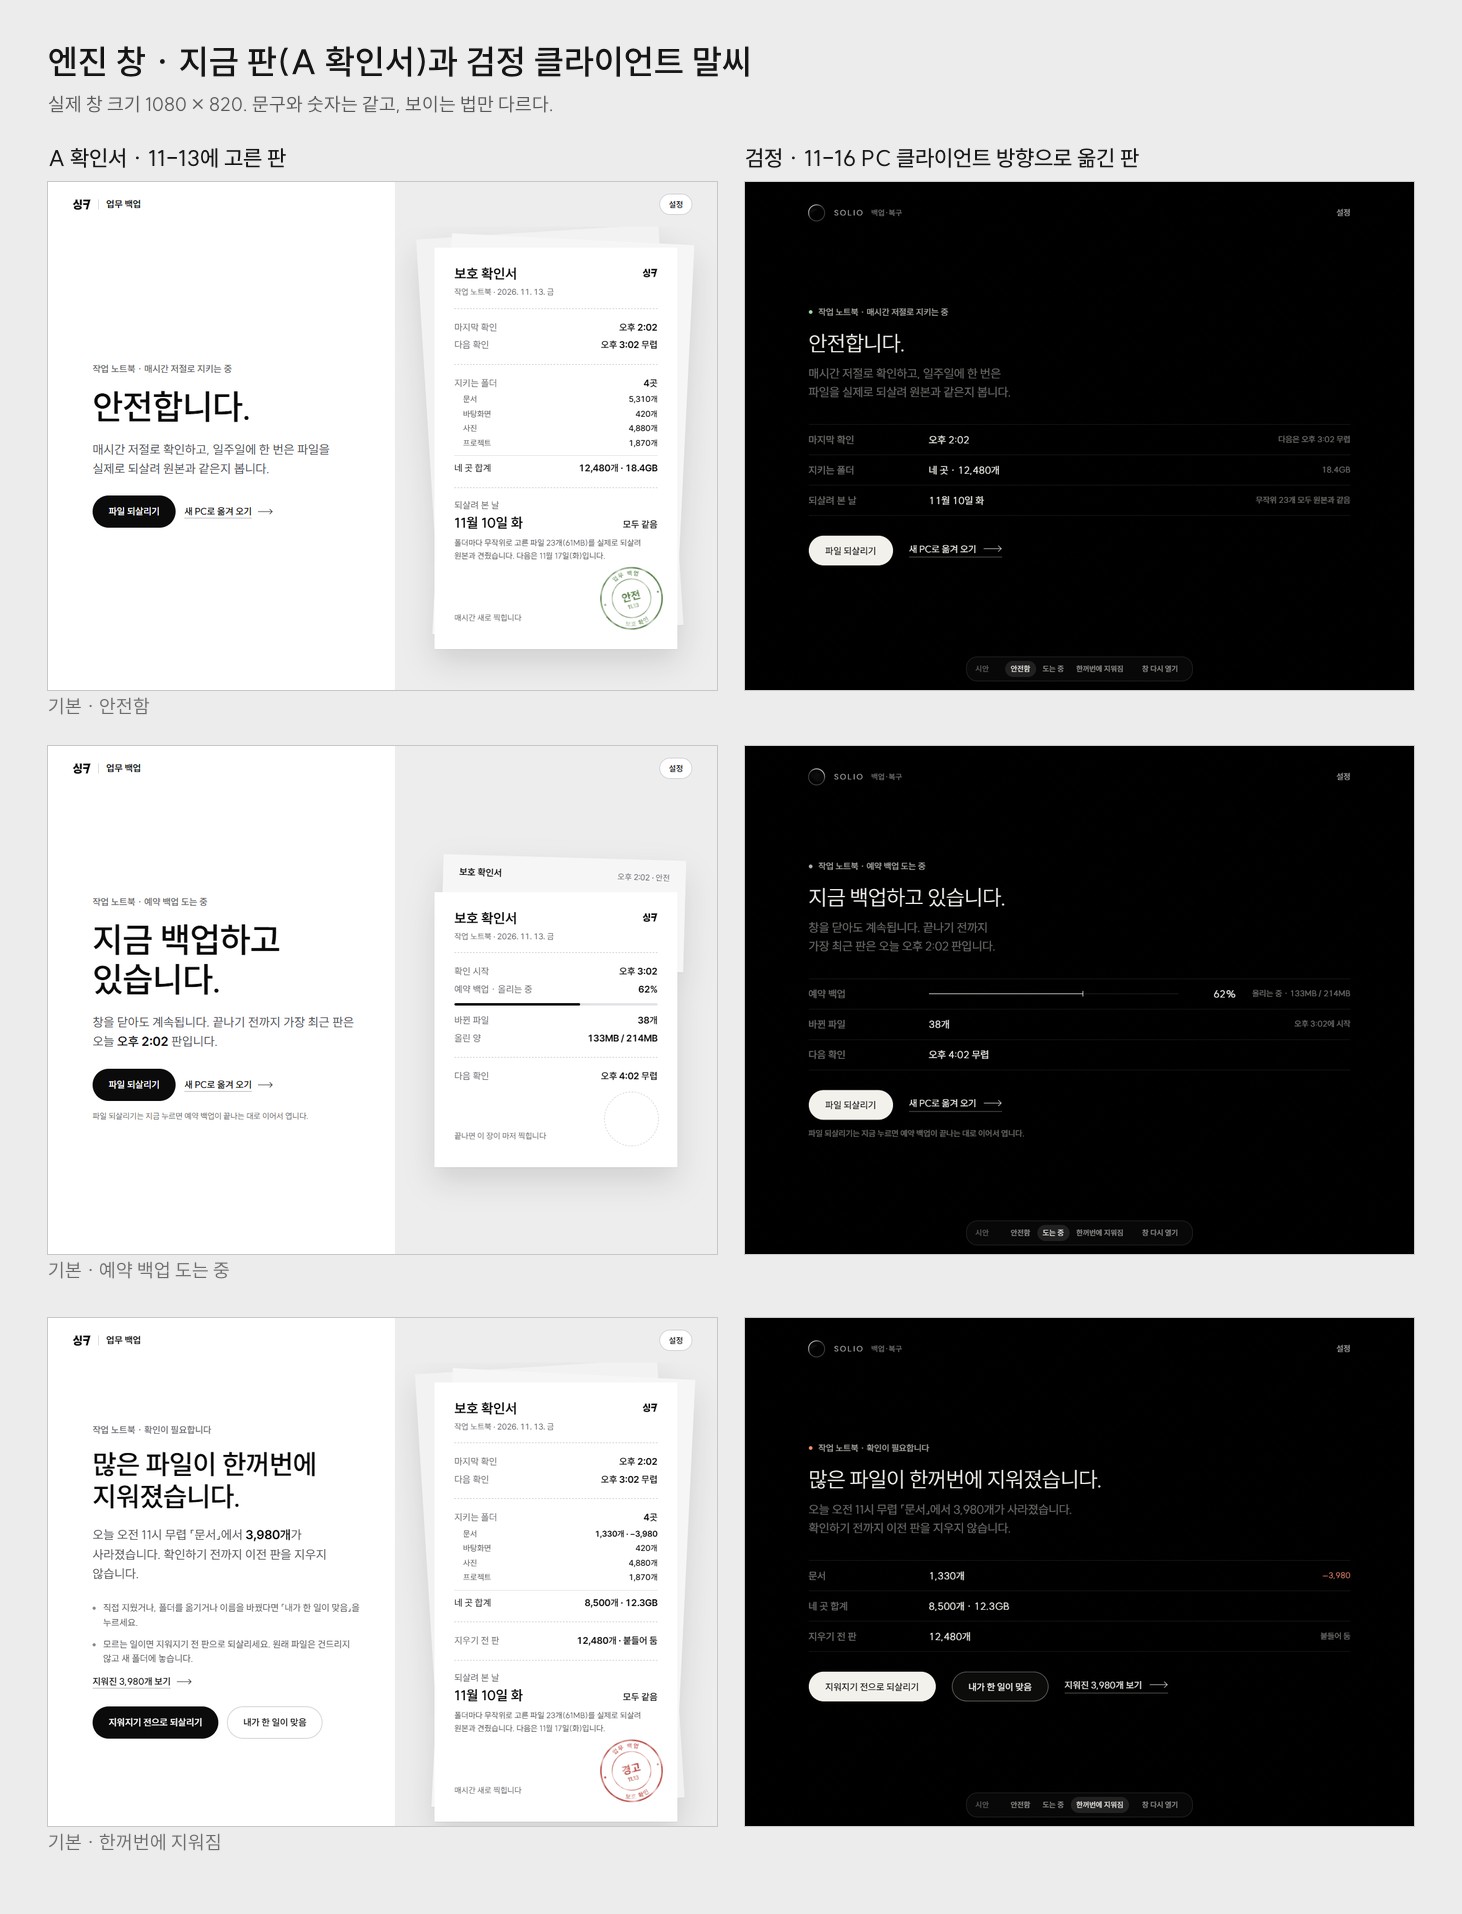 엔진 창 · 지금 판(A 확인서)과 검정 클라이언트 말씨
실제 창 크기 1080 × 820. 문구와 숫자는 같고, 보이는 법만 다르다.
A 확인서 · 11-13에 고른 판
싱크 | 업무 백업
설정
작업 노트북 · 매시간 저절로 지키는 중
안전합니다.
매시간 저절로 확인하고, 일주일에 한 번은 파일을
실제로 되살려 원본과 같은지 봅니다.
파일 되살리기
새 PC로 옮겨 오기 →
보호 확인서
싱크
작업 노트북 · 2026. 11. 13. 금
마지막 확인 오후 2:02
다음 확인 오후 3:02 무렵
지키는 폴더 4곳
문서 5,310개
바탕화면 420개
사진 4,880개
프로젝트 1,870개
네 곳 합계 12,480개 · 18.4GB
되살려 본 날
11월 10일 화 모두 같음
폴더마다 무작위로 고른 파일 23개(61MB)를 실제로 되살려
원본과 견줬습니다. 다음은 11월 17일(화)입니다.
매시간 새로 찍힙니다
업무 백업
안전
11.13
기본 · 안전함
검정 · 11-16 PC 클라이언트 방향으로 옮긴 판
SOLIO 백업·복구
설정
작업 노트북 · 매시간 저절로 지키는 중
안전합니다.
매시간 저절로 확인하고, 일주일에 한 번은
파일을 실제로 되살려 원본과 같은지 봅니다.
마지막 확인 오후 2:02 다음은 오후 3:02 무렵
지키는 폴더 네 곳 · 12,480개 18.4GB
되살려 본 날 11월 10일 화 무작위 23개 모두 원본과 같음
파일 되살리기
새 PC로 옮겨 오기 →
시안 안전함 도는 중 한꺼번에 지워짐 창 다시 열기
싱크 | 업무 백업
설정
작업 노트북 · 예약 백업 도는 중
지금 백업하고
있습니다.
창을 닫아도 계속됩니다. 끝나기 전까지 가장 최근 판은
오늘 오후 2:02 판입니다.
파일 되살리기
새 PC로 옮겨 오기 →
파일 되살리기는 지금 누르면 예약 백업이 끝나는 대로 이어서 엽니다.
보호 확인서 오후 2:02 · 안전
보호 확인서
싱크
작업 노트북 · 2026. 11. 13. 금
확인 시작 오후 3:02
예약 백업 · 올리는 중 62%
바뀐 파일 38개
올린 양 133MB / 214MB
다음 확인 오후 4:02 무렵
끝나면 이 장이 마저 찍힙니다
기본 · 예약 백업 도는 중
SOLIO 백업·복구
설정
작업 노트북 · 예약 백업 도는 중
지금 백업하고 있습니다.
창을 닫아도 계속됩니다. 끝나기 전까지
가장 최근 판은 오늘 오후 2:02 판입니다.
예약 백업 62% 올리는 중 · 133MB / 214MB
바뀐 파일 38개 오후 3:02에 시작
다음 확인 오후 4:02 무렵
파일 되살리기
새 PC로 옮겨 오기 →
파일 되살리기는 지금 누르면 예약 백업이 끝나는 대로 이어서 엽니다.
시안 안전함 도는 중 한꺼번에 지워짐 창 다시 열기
싱크 | 업무 백업
설정
작업 노트북 · 확인이 필요합니다
많은 파일이 한꺼번에
지워졌습니다.
오늘 오전 11시 무렵 「문서」에서 3,980개가
사라졌습니다. 확인하기 전까지 이전 판을 지우지
않습니다.
직접 지웠거나, 폴더를 옮기거나 이름을 바꿨다면 「내가 한 일이 맞음」을
누르세요.
모르는 일이면 지워지기 전 판으로 되살리세요. 원래 파일은 건드리지
않고 새 폴더에 놓습니다.
지워진 3,980개 보기 →
지워지기 전으로 되살리기
내가 한 일이 맞음
보호 확인서
싱크
작업 노트북 · 2026. 11. 13. 금
마지막 확인 오후 2:02
다음 확인 오후 3:02 무렵
지키는 폴더 4곳
문서 1,330개 · −3,980
바탕화면 420개
사진 4,880개
프로젝트 1,870개
네 곳 합계 8,500개 · 12.3GB
지우기 전 판 12,480개 · 붙들어 둠
되살려 본 날
11월 10일 화 모두 같음
폴더마다 무작위로 고른 파일 23개(61MB)를 실제로 되살려
원본과 견줬습니다. 다음은 11월 17일(화)입니다.
매시간 새로 찍힙니다
업무 백업
경고
11.13
기본 · 한꺼번에 지워짐
SOLIO 백업·복구
설정
작업 노트북 · 확인이 필요합니다
많은 파일이 한꺼번에 지워졌습니다.
오늘 오전 11시 무렵 「문서」에서 3,980개가 사라졌습니다.
확인하기 전까지 이전 판을 지우지 않습니다.
문서 1,330개 −3,980
네 곳 합계 8,500개 · 12.3GB
지우기 전 판 12,480개 붙들어 둠
지워지기 전으로 되살리기
내가 한 일이 맞음
지워진 3,980개 보기 →
시안 안전함 도는 중 한꺼번에 지워짐 창 다시 열기